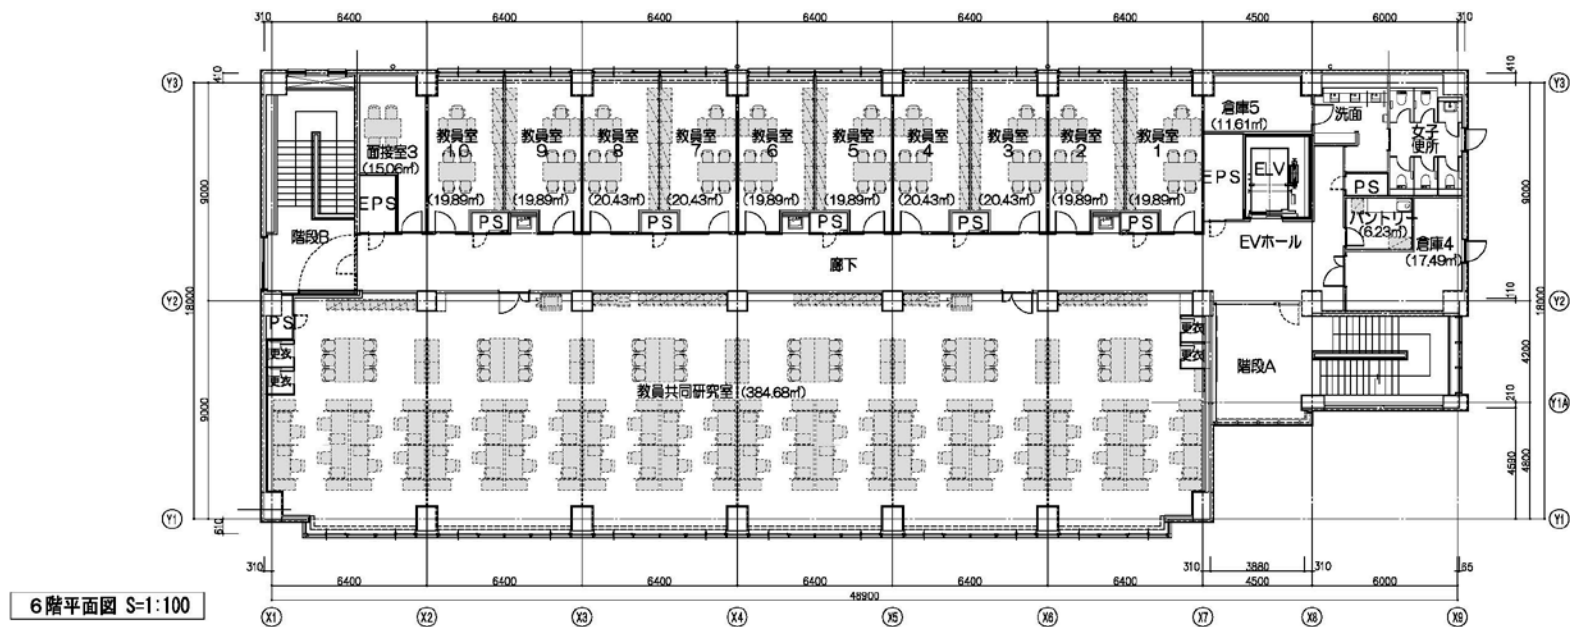 310 6400 6400 6400 6400 6400 6400 4500 6000 310
410 410
Y3 Y3
倉庫5
(11.61㎡)
洗面
女子
便所
面接室3
(15.06㎡)
教員室
10
教員室
9
教員室
8
教員室
7
教員室
6
教員室
5
教員室
4
教員室
3
教員室
2
教員室
1
EPS ELV
9000 9000
EPS
(19.89㎡) (19.89㎡) (20.43㎡) (20.43㎡) (19.89㎡) (19.89㎡) (20.43㎡) (20.43㎡) (19.89㎡) (19.89㎡)
PS
PS PS PS PS PS
パントリー
(6.23㎡)
階段B
EVホール
倉庫4
(17.49㎡)
廊下
Y2 110 Y2
18000 18000
PS
更衣
更衣
更衣
更衣
階段A
4200
教員共同研究室 (384.68㎡)
210
Y1A
9000
4590 4800
Y1 Y1
610
310 6400 6400 6400 6400 6400 6400 310 3880 310 65
4500 6000
48900
6階平面図 S=1:100
X1 X2 X3 X4 X5 X6 X7 X8 X9